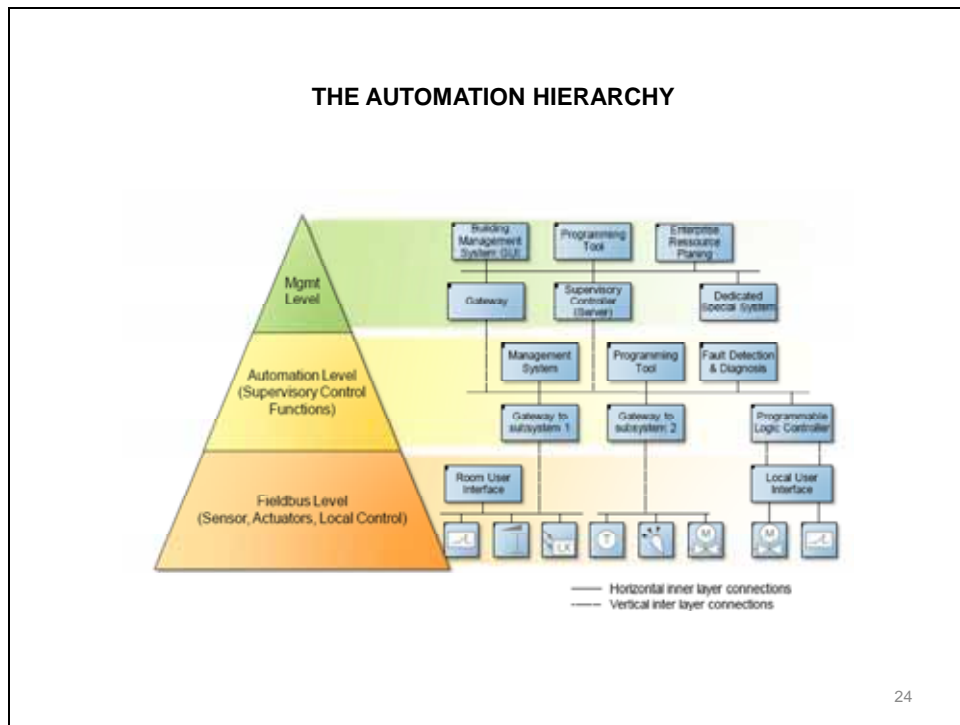 THE AUTOMATION HIERARCHY
Mgmt
Level
Automation Level
(Supervisory Control
Functions)
Fieldbus Level
(Sensor, Actuators, Local Control)
Building
Management
System GUI
Programming
Tool
Enterprise
Ressource
Planing
Gateway
Supervisory
Controller
(Server)
Dedicated
Special System
Management
System
Programming
Tool
Fault Detection
& Diagnosis
Gateway to
subsystem 1
Gateway to
subsystem 2
Programmable
Logic Controller
Room User
Interface
Local User
Interface
LX
T
M
M
Horizontal inner layer connections
Vertical inter layer connections
24